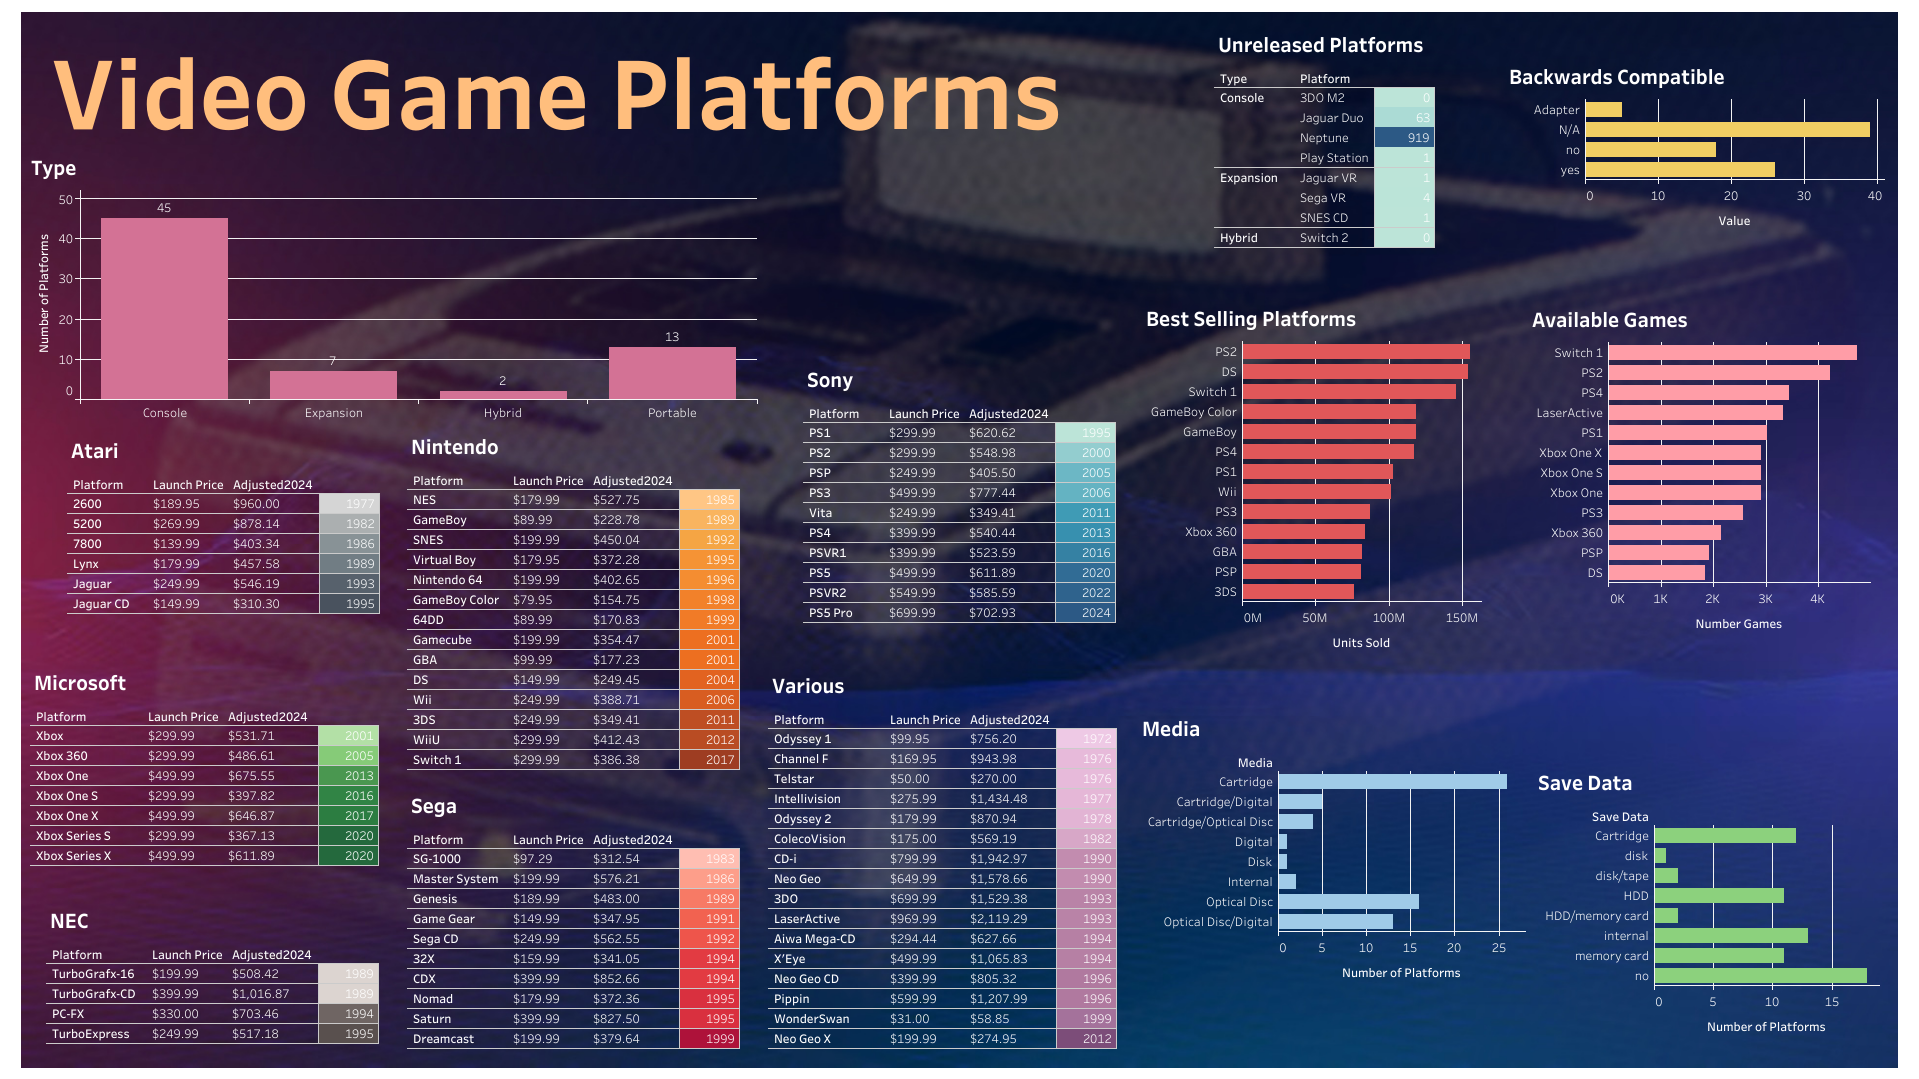 Video Game Platforms
Type
Number of Platforms
50
40
30
20
10
0
45
7
2
13
Console Expansion Hybrid Portable
Unreleased Platforms
Type Platform
Console 3DO M2 0
Jaguar Duo 63
Neptune 919
Play Station 1
Expansion Jaguar VR 1
Sega VR 4
SNES CD 1
Hybrid Switch 2 0
Backwards Compatible
Adapter
N/A
no
yes
0 10 20 30 40
Value
Atari
Platform Launch Price Adjusted2024
2600 $189.95 $960.00 1977
5200 $269.99 $878.14 1982
7800 $139.99 $403.34 1986
Lynx $179.99 $457.58 1989
Jaguar $249.99 $546.19 1993
Jaguar CD $149.99 $310.30 1995
Microsoft
Platform Launch Price Adjusted2024
Xbox $299.99 $531.71 2001
Xbox 360 $299.99 $486.61 2005
Xbox One $499.99 $675.55 2013
Xbox One S $299.99 $397.82 2016
Xbox One X $499.99 $646.87 2017
Xbox Series S $299.99 $367.13 2020
Xbox Series X $499.99 $611.89 2020
NEC
Platform Launch Price Adjusted2024
TurboGrafx-16 $199.99 $508.42 1989
TurboGrafx-CD $399.99 $1,016.87 1989
PC-FX $330.00 $703.46 1994
TurboExpress $249.99 $517.18 1995
Nintendo
Platform Launch Price Adjusted2024
NES $179.99 $527.75 1985
GameBoy $89.99 $228.78 1989
SNES $199.99 $450.04 1992
Virtual Boy $179.95 $372.28 1995
Nintendo 64 $199.99 $402.65 1996
GameBoy Color $79.95 $154.75 1998
64DD $89.99 $170.83 1999
Gamecube $199.99 $354.47 2001
GBA $99.99 $177.23 2001
DS $149.99 $249.45 2004
Wii $249.99 $388.71 2006
3DS $249.99 $349.41 2011
WiiU $299.99 $412.43 2012
Switch 1 $299.99 $386.38 2017
Sega
Platform Launch Price Adjusted2024
SG-1000 $97.29 $312.54 1983
Master System $199.99 $576.21 1986
Genesis $189.99 $483.00 1989
Game Gear $149.99 $347.95 1991
Sega CD $249.99 $562.55 1992
32X $159.99 $341.05 1994
CDX $399.99 $852.66 1994
Nomad $179.99 $372.36 1995
Saturn $399.99 $827.50 1995
Dreamcast $199.99 $379.64 1999
Sony
Platform Launch Price Adjusted2024
PS1 $299.99 $620.62 1995
PS2 $299.99 $548.98 2000
PSP $249.99 $405.50 2005
PS3 $499.99 $777.44 2006
Vita $249.99 $349.41 2011
PS4 $399.99 $540.44 2013
PSVR1 $399.99 $523.59 2016
PS5 $499.99 $611.89 2020
PSVR2 $549.99 $585.59 2022
PS5 Pro $699.99 $702.93 2024
Various
Platform Launch Price Adjusted2024
Odyssey 1 $99.95 $756.20 1972
Channel F $169.95 $943.98 1976
Telstar $50.00 $270.00 1976
Intellivision $275.99 $1,434.48 1977
Odyssey 2 $179.99 $870.94 1978
ColecoVision $175.00 $569.19 1982
CD-i $799.99 $1,942.97 1990
Neo Geo $649.99 $1,578.66 1990
3DO $699.99 $1,529.38 1993
LaserActive $969.99 $2,119.29 1993
Aiwa Mega-CD $294.44 $627.66 1994
X'Eye $499.99 $1,065.83 1994
Neo Geo CD $399.99 $805.32 1996
Pippin $599.99 $1,207.99 1996
WonderSwan $31.00 $58.85 1999
Neo Geo X $199.99 $274.95 2012
Best Selling Platforms
PS2
DS
Switch 1
GameBoy Color
GameBoy
PS4
PS1
Wii
PS3
Xbox 360
GBA
PSP
3DS
0M 50M 100M 150M
Units Sold
Available Games
Switch 1
PS2
PS4
LaserActive
PS1
Xbox One X
Xbox One S
Xbox One
PS3
Xbox 360
PSP
DS
0K 1K 2K 3K 4K
Number Games
Media
Media
Cartridge
Cartridge/Digital
Cartridge/Optical Disc
Digital
Disk
Internal
Optical Disc
Optical Disc/Digital
0 5 10 15 20 25
Number of Platforms
Save Data
Save Data
Cartridge
disk
disk/tape
HDD
HDD/memory card
internal
memory card
no
0 5 10 15
Number of Platforms